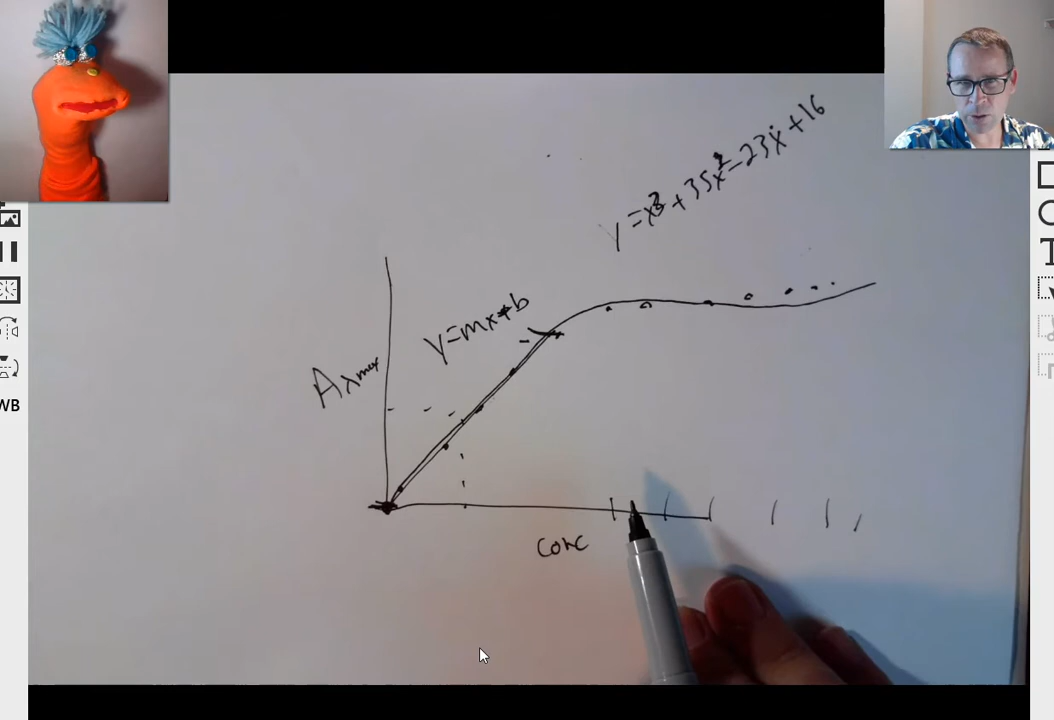 y=x³+35x²-23x+16
y=mx+b
Aλmax
conc
WB
T